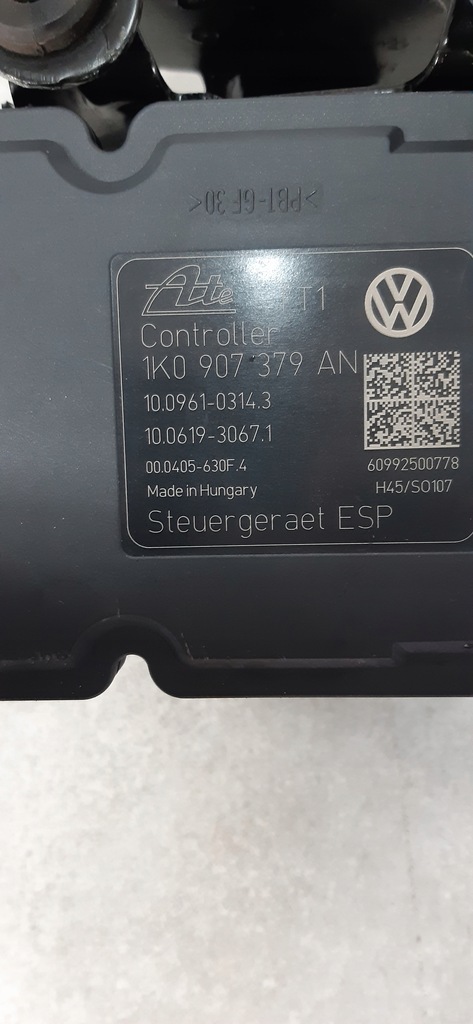 >PBT-GF30<
Ate T1
Controller
1K0 907 379 AN
10.0961-0314.3
10.0619-3067.1
00.0405-630F.4 60992500778
Made in Hungary H45/SO107
Steuergeraet ESP